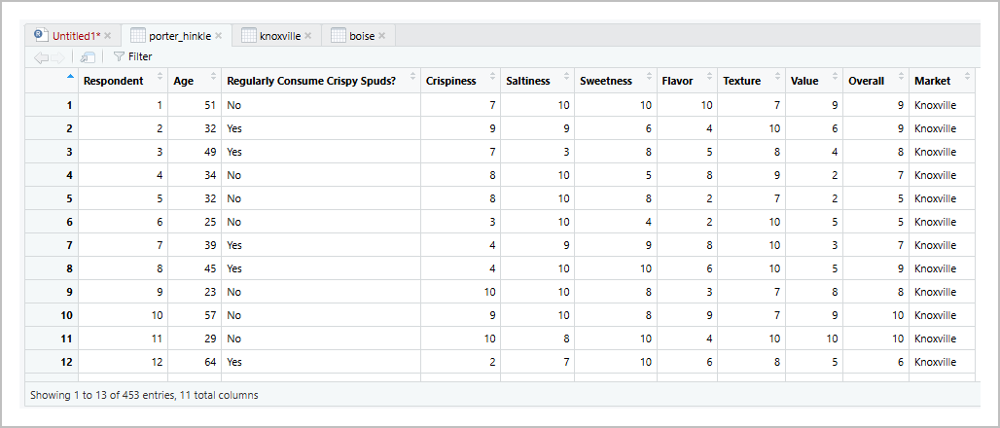 Untitled1* porter_hinkle knoxville boise
Filter
Respondent Age Regularly Consume Crispy Spuds? Crispiness Saltiness Sweetness Flavor Texture Value Overall Market
1 1 51 No 7 10 10 10 7 9 9 Knoxville
2 2 32 Yes 9 9 6 4 10 6 9 Knoxville
3 3 49 Yes 7 3 8 5 8 4 8 Knoxville
4 4 34 No 8 10 5 8 9 2 7 Knoxville
5 5 32 No 8 10 8 2 7 2 5 Knoxville
6 6 25 No 3 10 4 2 10 5 5 Knoxville
7 7 39 Yes 4 9 9 8 10 3 7 Knoxville
8 8 45 Yes 4 10 10 6 10 5 9 Knoxville
9 9 23 No 10 10 8 3 7 8 8 Knoxville
10 10 57 No 9 10 8 9 7 9 10 Knoxville
11 11 29 No 10 8 10 4 10 10 10 Knoxville
12 12 64 Yes 2 7 10 6 8 5 6 Knoxville
Showing 1 to 13 of 453 entries, 11 total columns